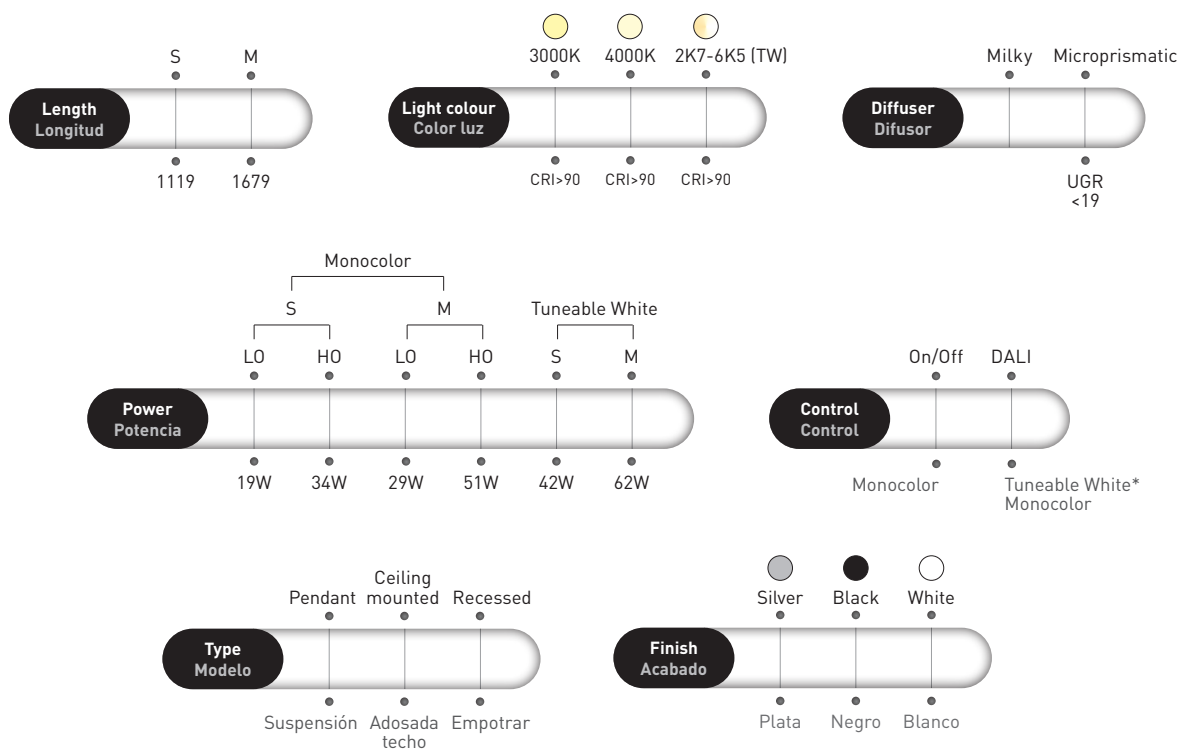 S M
Length
Longitud
1119 1679
3000K 4000K 2K7-6K5 (TW)
Light colour
Color luz
CRI>90 CRI>90 CRI>90
Milky Microprismatic
Diffuser
Difusor
UGR
<19
Monocolor
S M Tuneable White
LO HO LO HO S M
Power
Potencia
19W 34W 29W 51W 42W 62W
On/Off DALI
Control
Control
Monocolor Tuneable White*
Monocolor
Ceiling
Pendant mounted Recessed
Type
Modelo
Suspensión Adosada Empotrar
techo
Silver Black White
Finish
Acabado
Plata Negro Blanco